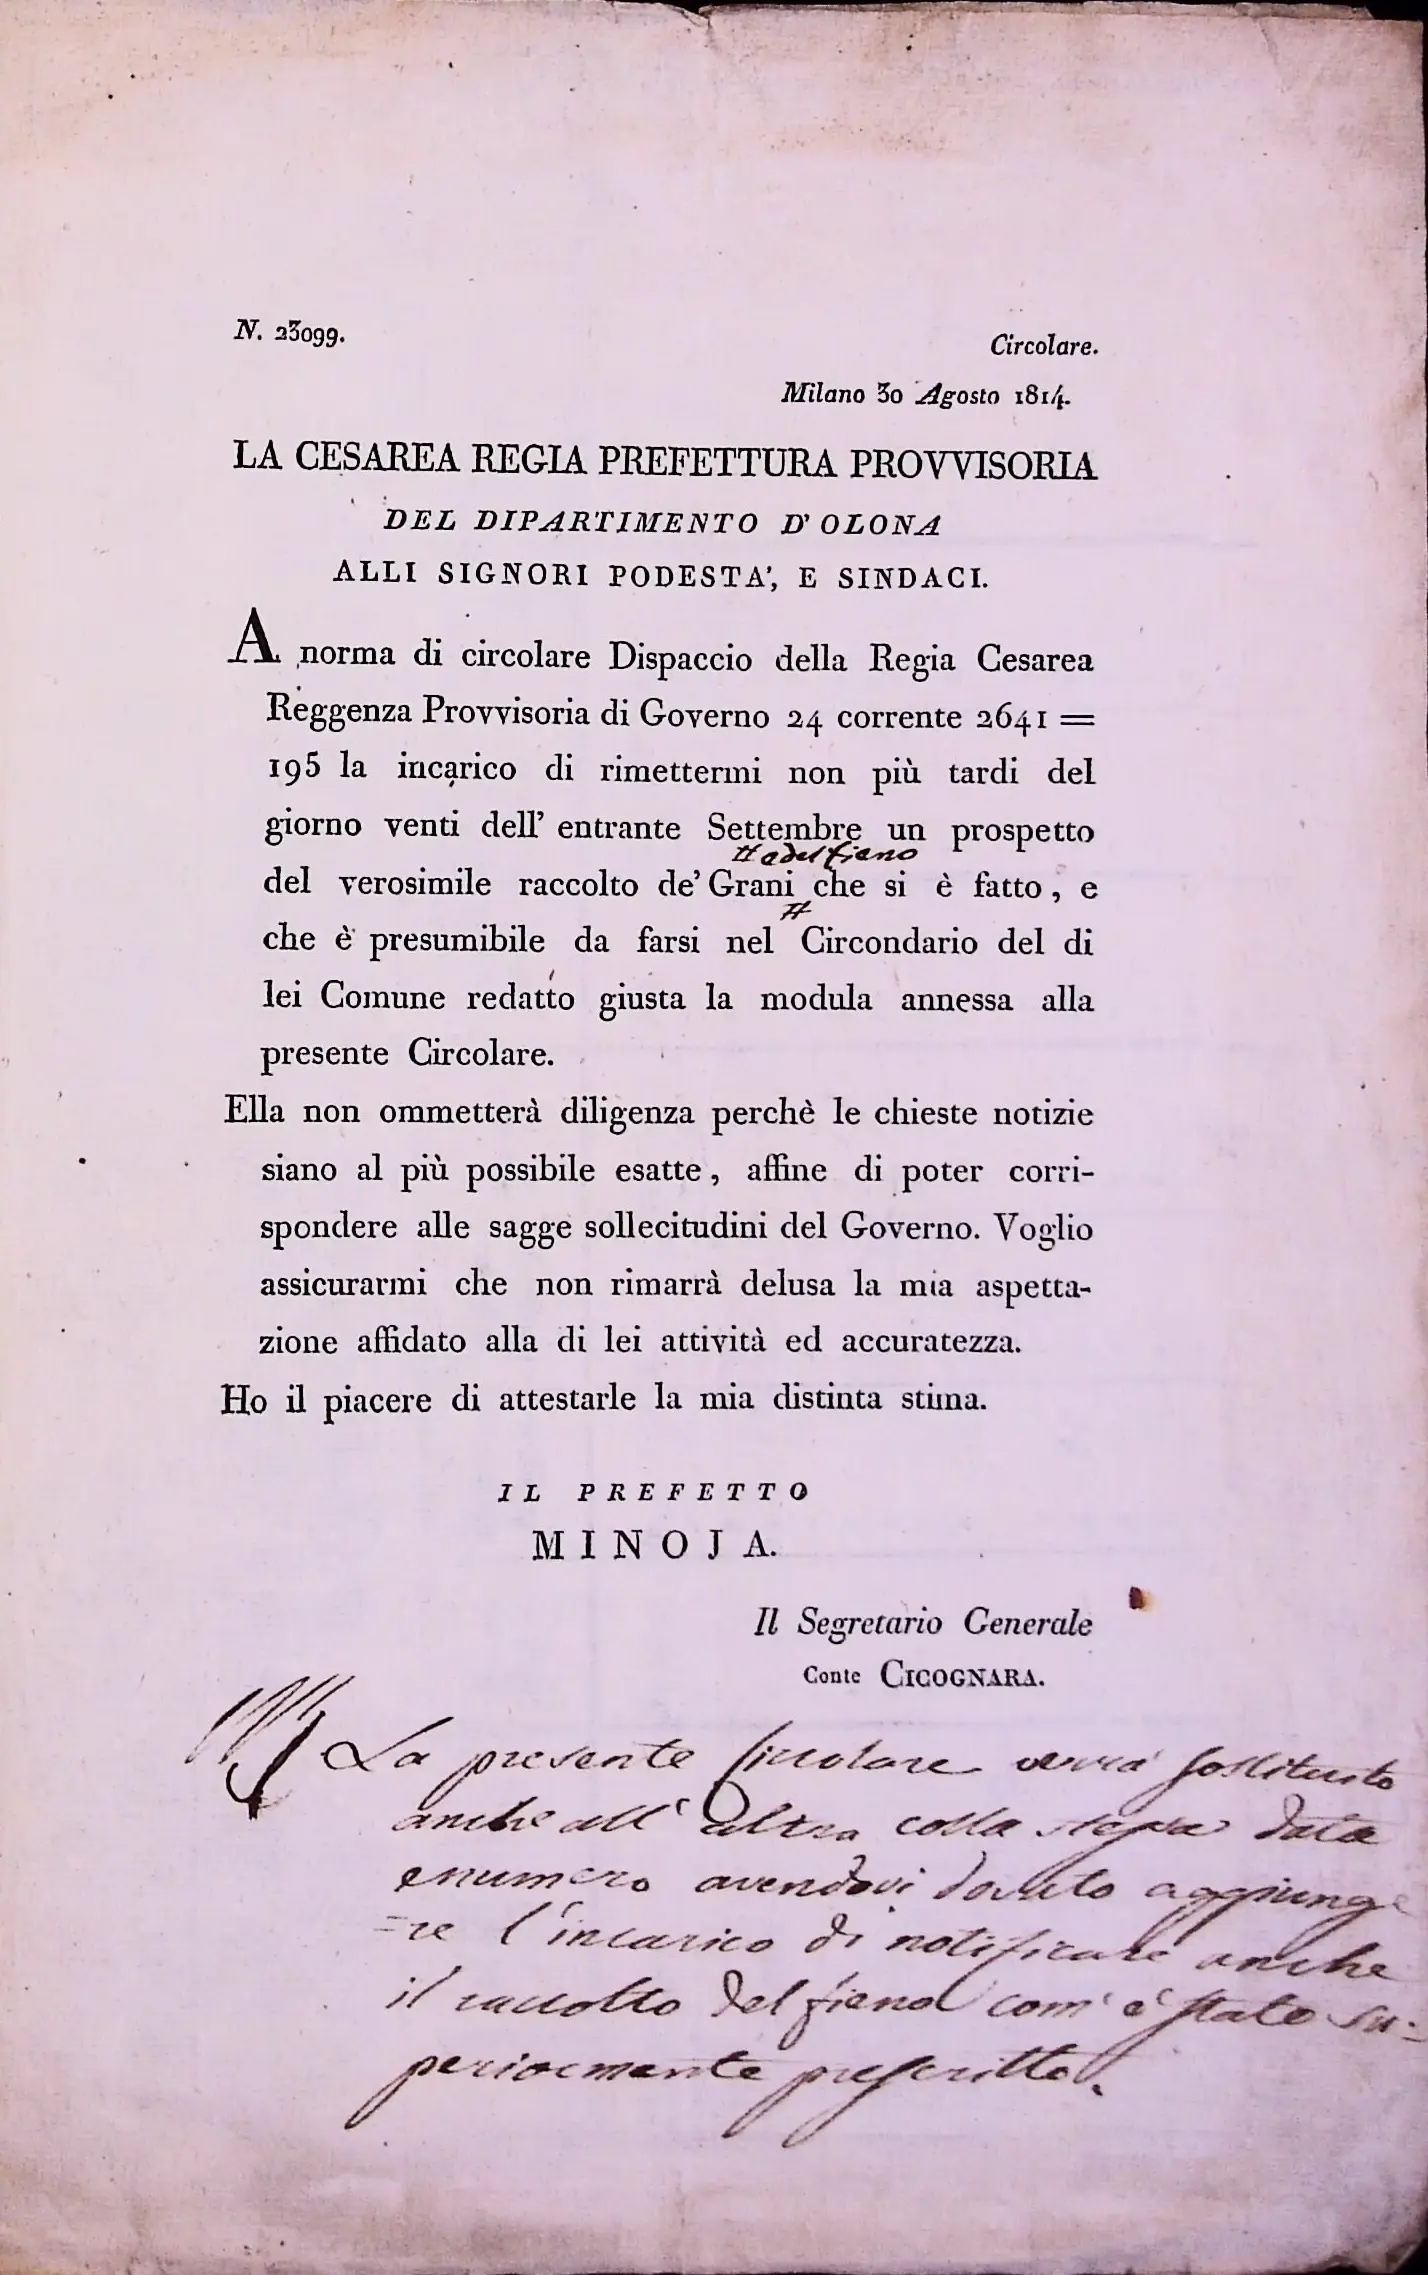 N. 23099.
Circolare.
Milano 30 Agosto 1814.
LA CESAREA REGIA PREFETTURA PROVVISORIA
DEL DIPARTIMENTO D' OLONA
ALLI SIGNORI PODESTA', E SINDACI.
A norma di circolare Dispaccio della Regia Cesarea
Reggenza Provvisoria di Governo 24 corrente 2641 =
195 la incarico di rimettermi non più tardi del
giorno venti dell' entrante Settembre un prospetto
# e del fieno
del verosimile raccolto de' Grani che si è fatto, e
#
che è presumibile da farsi nel Circondario del di
lei Comune redatto giusta la modula annessa alla
presente Circolare.
Ella non ommetterà diligenza perchè le chieste notizie
siano al più possibile esatte, affine di poter corri-
spondere alle sagge sollecitudini del Governo. Voglio
assicurarmi che non rimarrà delusa la mia aspetta-
zione affidato alla di lei attività ed accuratezza.
Ho il piacere di attestarle la mia distinta stima.
IL PREFETTO
MINOJA.
Il Segretario Generale
Conte CICOGNARA.
La presente Circolare verrà sostituita
anche all' altra colla stessa data
e numero avendovi dovuto aggiunge
=re l'incarico di notificare anche
il raccolto del fieno com' è stato su=
periormente prescritto.